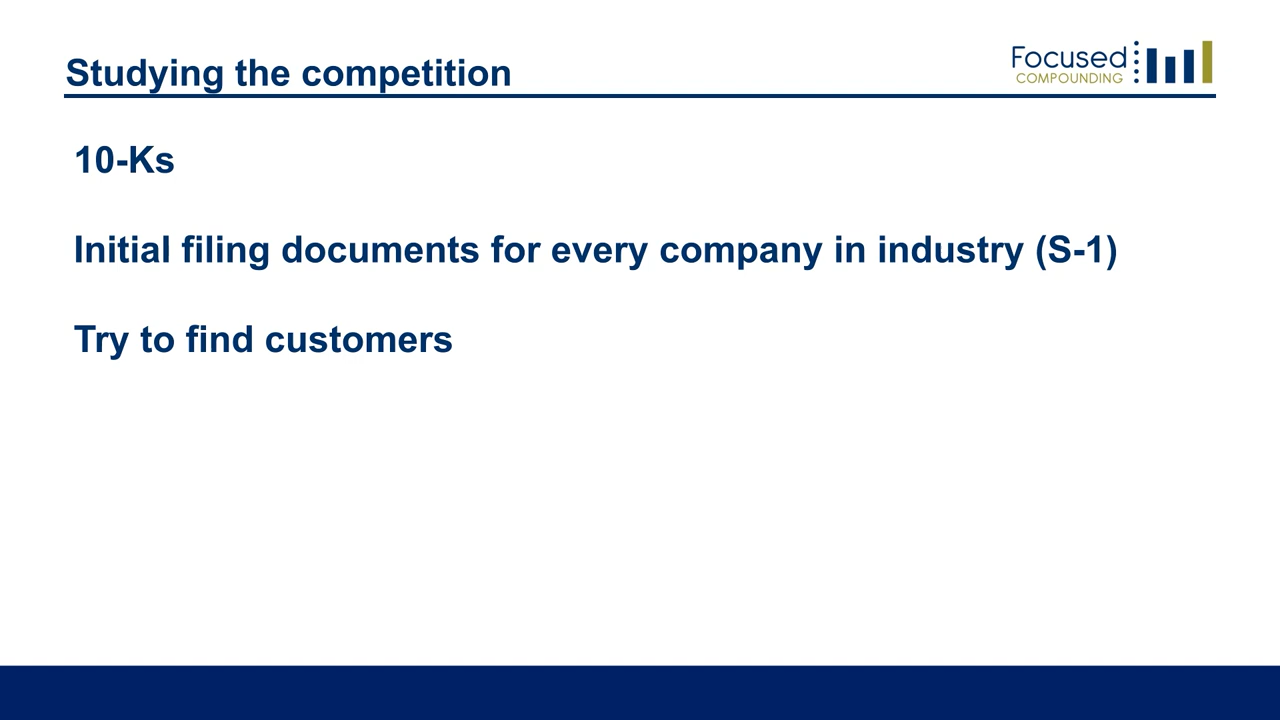 Studying the competition
Focused
COMPOUNDING
10-Ks
Initial filing documents for every company in industry (S-1)
Try to find customers